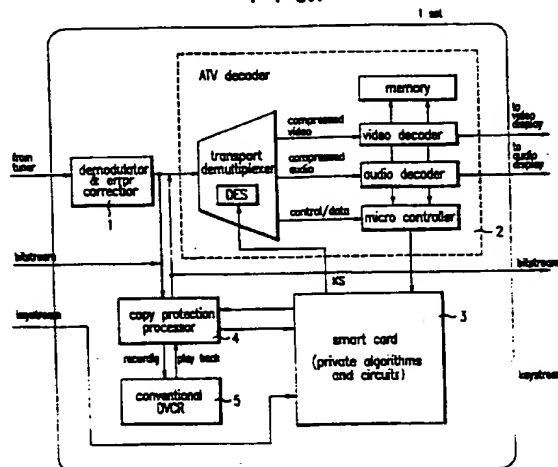 1 set
ATV decoder
memory
compressed
video
video decoder
to
video display
from
tuner
demodulator
& error
correction
1
transport
demultiplexer
DES
compressed
audio
audio decoder
to
audio display
control/data
micro controller
2
bitstream
bitstream
KS
keystream
copy protection
processor
4
smart card
(private algorithms
and circuits)
3
recording
play back
conventional
DVCR
5
keystream